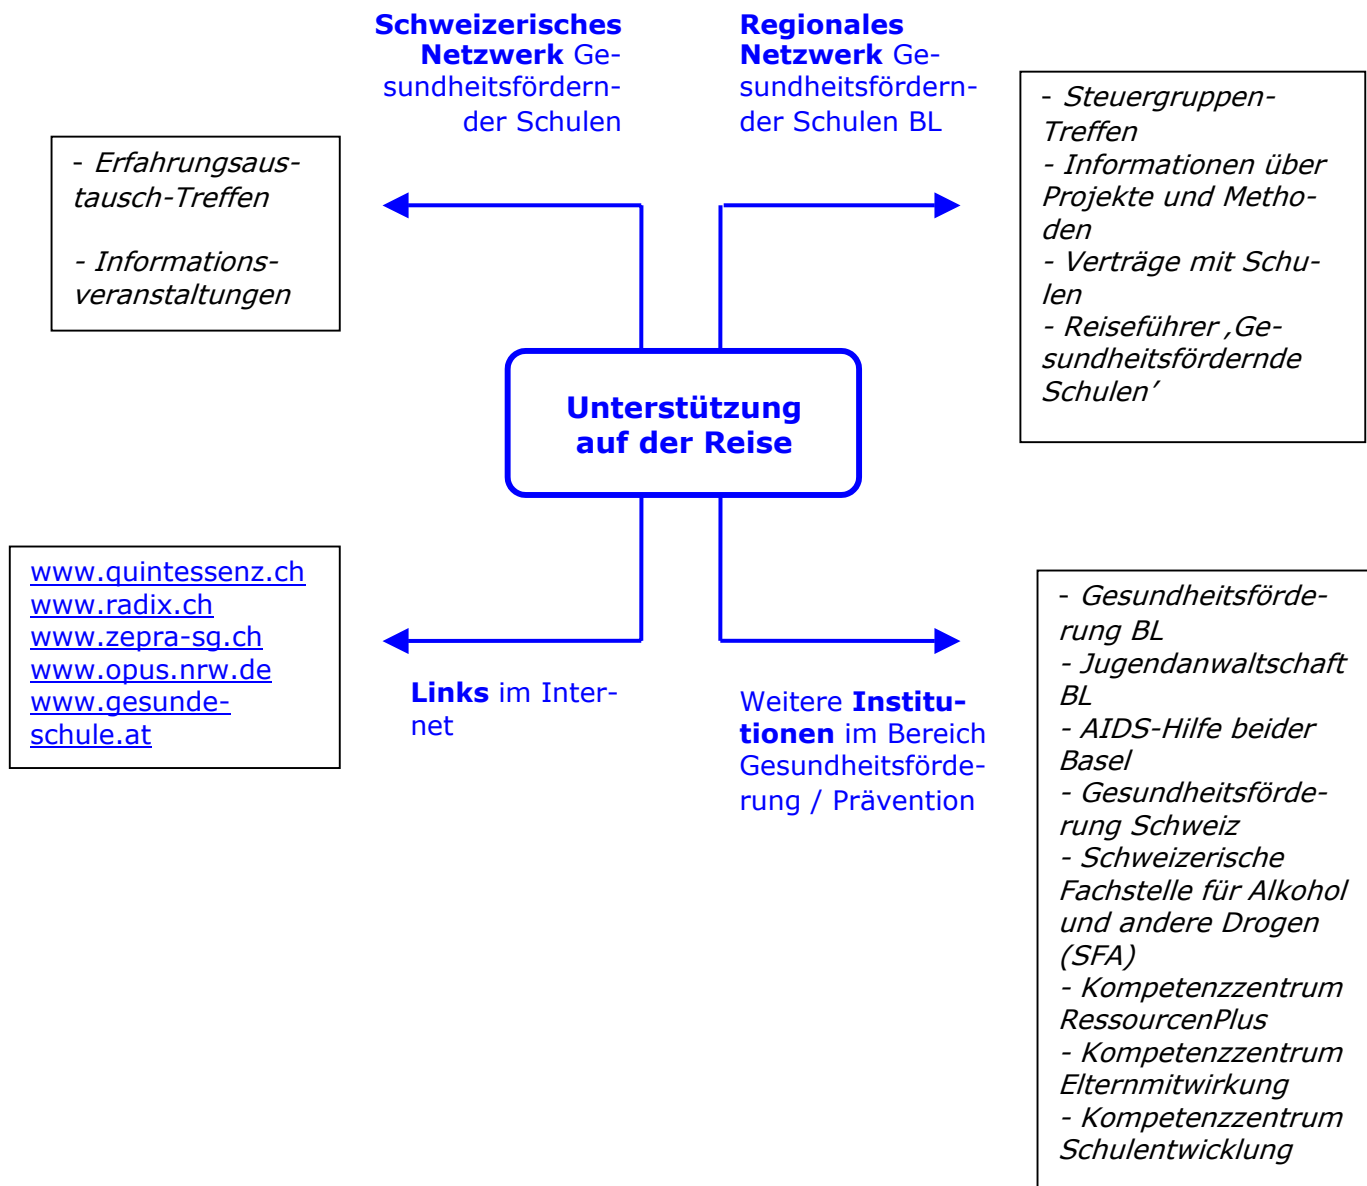 Schweizerisches
Netzwerk Ge-
sundheitsfördern-
der Schulen
Regionales
Netzwerk Ge-
sundheitsfördern-
der Schulen BL
- Erfahrungsaus-
tausch-Treffen
- Informations-
veranstaltungen
- Steuergruppen-
Treffen
- Informationen über
Projekte und Metho-
den
- Verträge mit Schu-
len
- Reiseführer ‚Ge-
sundheitsfördernde
Schulen’
Unterstützung
auf der Reise
www.quintessenz.ch
www.radix.ch
www.zepra-sg.ch
www.opus.nrw.de
www.gesunde-
schule.at
Links im Inter-
net
Weitere Institu-
tionen im Bereich
Gesundheitsförde-
rung / Prävention
- Gesundheitsförde-
rung BL
- Jugendanwaltschaft
BL
- AIDS-Hilfe beider
Basel
- Gesundheitsförde-
rung Schweiz
- Schweizerische
Fachstelle für Alkohol
und andere Drogen
(SFA)
- Kompetenzzentrum
RessourcenPlus
- Kompetenzzentrum
Elternmitwirkung
- Kompetenzzentrum
Schulentwicklung